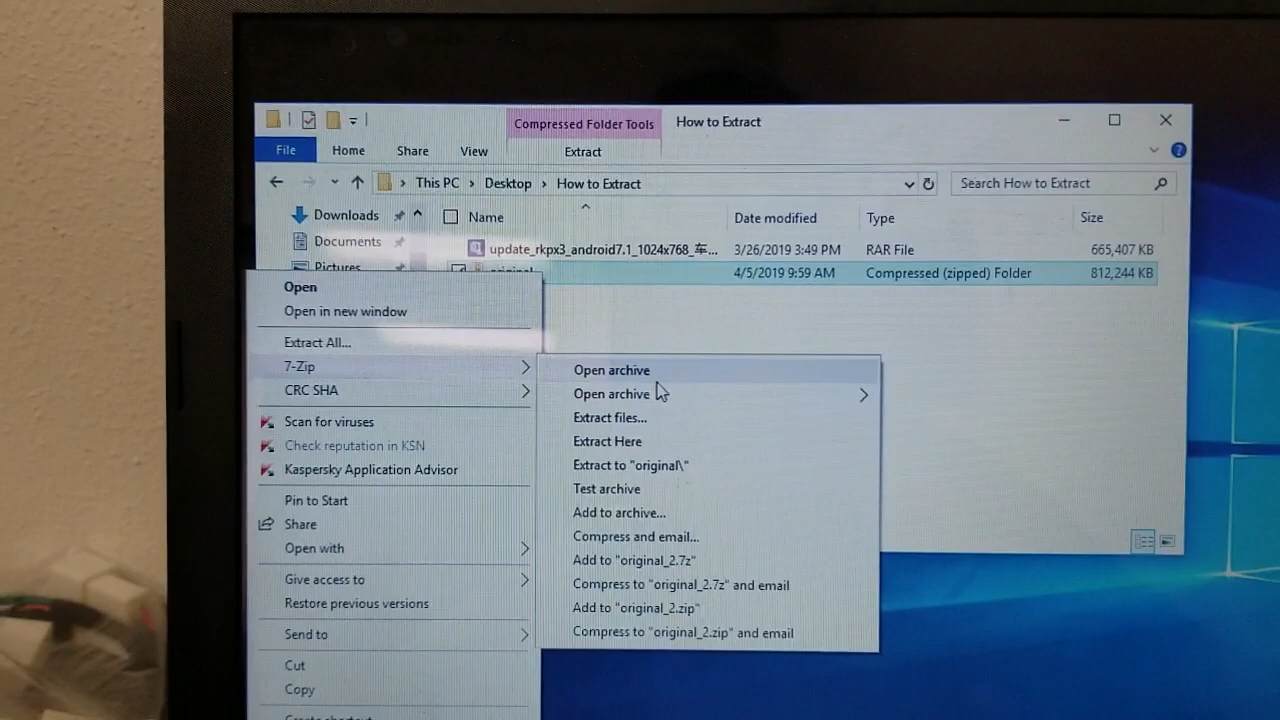 Compressed Folder Tools How to Extract
File Home Share View Extract
This PC Desktop How to Extract Search How to Extract
Downloads Name Date modified Type Size
Documents update_rkpx3_android7.1_1024x768_车... 3/26/2019 3:49 PM RAR File 665,407 KB
Pictures original 4/5/2019 9:59 AM Compressed (zipped) Folder 812,244 KB
Open
Open in new window
Extract All...
7-Zip
CRC SHA
Scan for viruses
Check reputation in KSN
Kaspersky Application Advisor
Pin to Start
Share
Open with
Give access to
Restore previous versions
Send to
Cut
Copy
Create shortcut
Open archive
Open archive
Extract files...
Extract Here
Extract to "original\"
Test archive
Add to archive...
Compress and email...
Add to "original_2.7z"
Compress to "original_2.7z" and email
Add to "original_2.zip"
Compress to "original_2.zip" and email